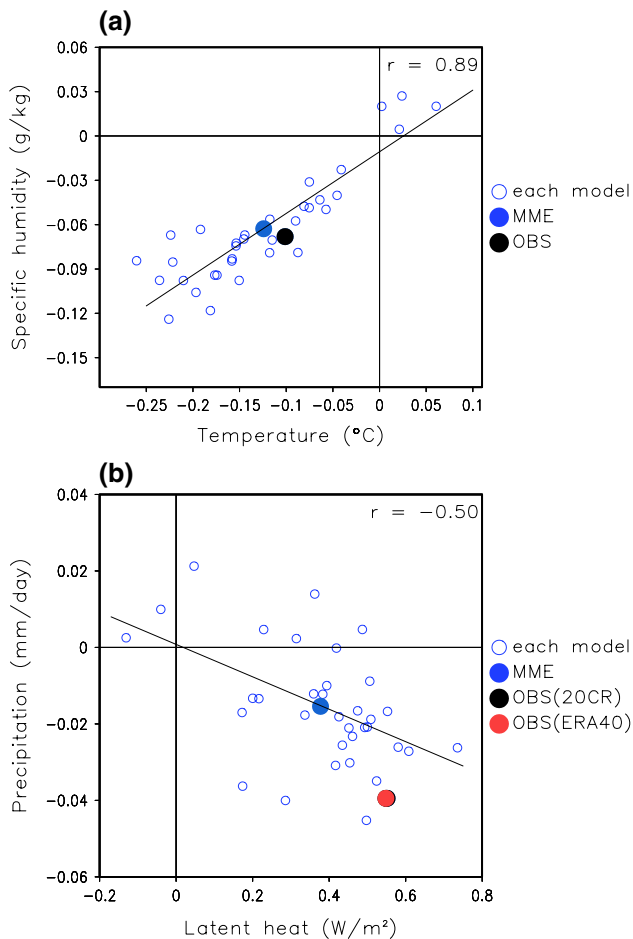 (a)
0.06
r = 0.89
0.03
0
−0.03
−0.06
−0.09
−0.12
−0.15
Specific humidity (g/kg)
each model
MME
OBS
−0.25 −0.2 −0.15 −0.1 −0.05 0 0.05 0.1
Temperature (°C)
(b)
0.04
r = −0.50
0.02
0
−0.02
−0.04
−0.06
Precipitation (mm/day)
each model
MME
OBS(20CR)
OBS(ERA40)
−0.2 0 0.2 0.4 0.6 0.8
Latent heat (W/m²)